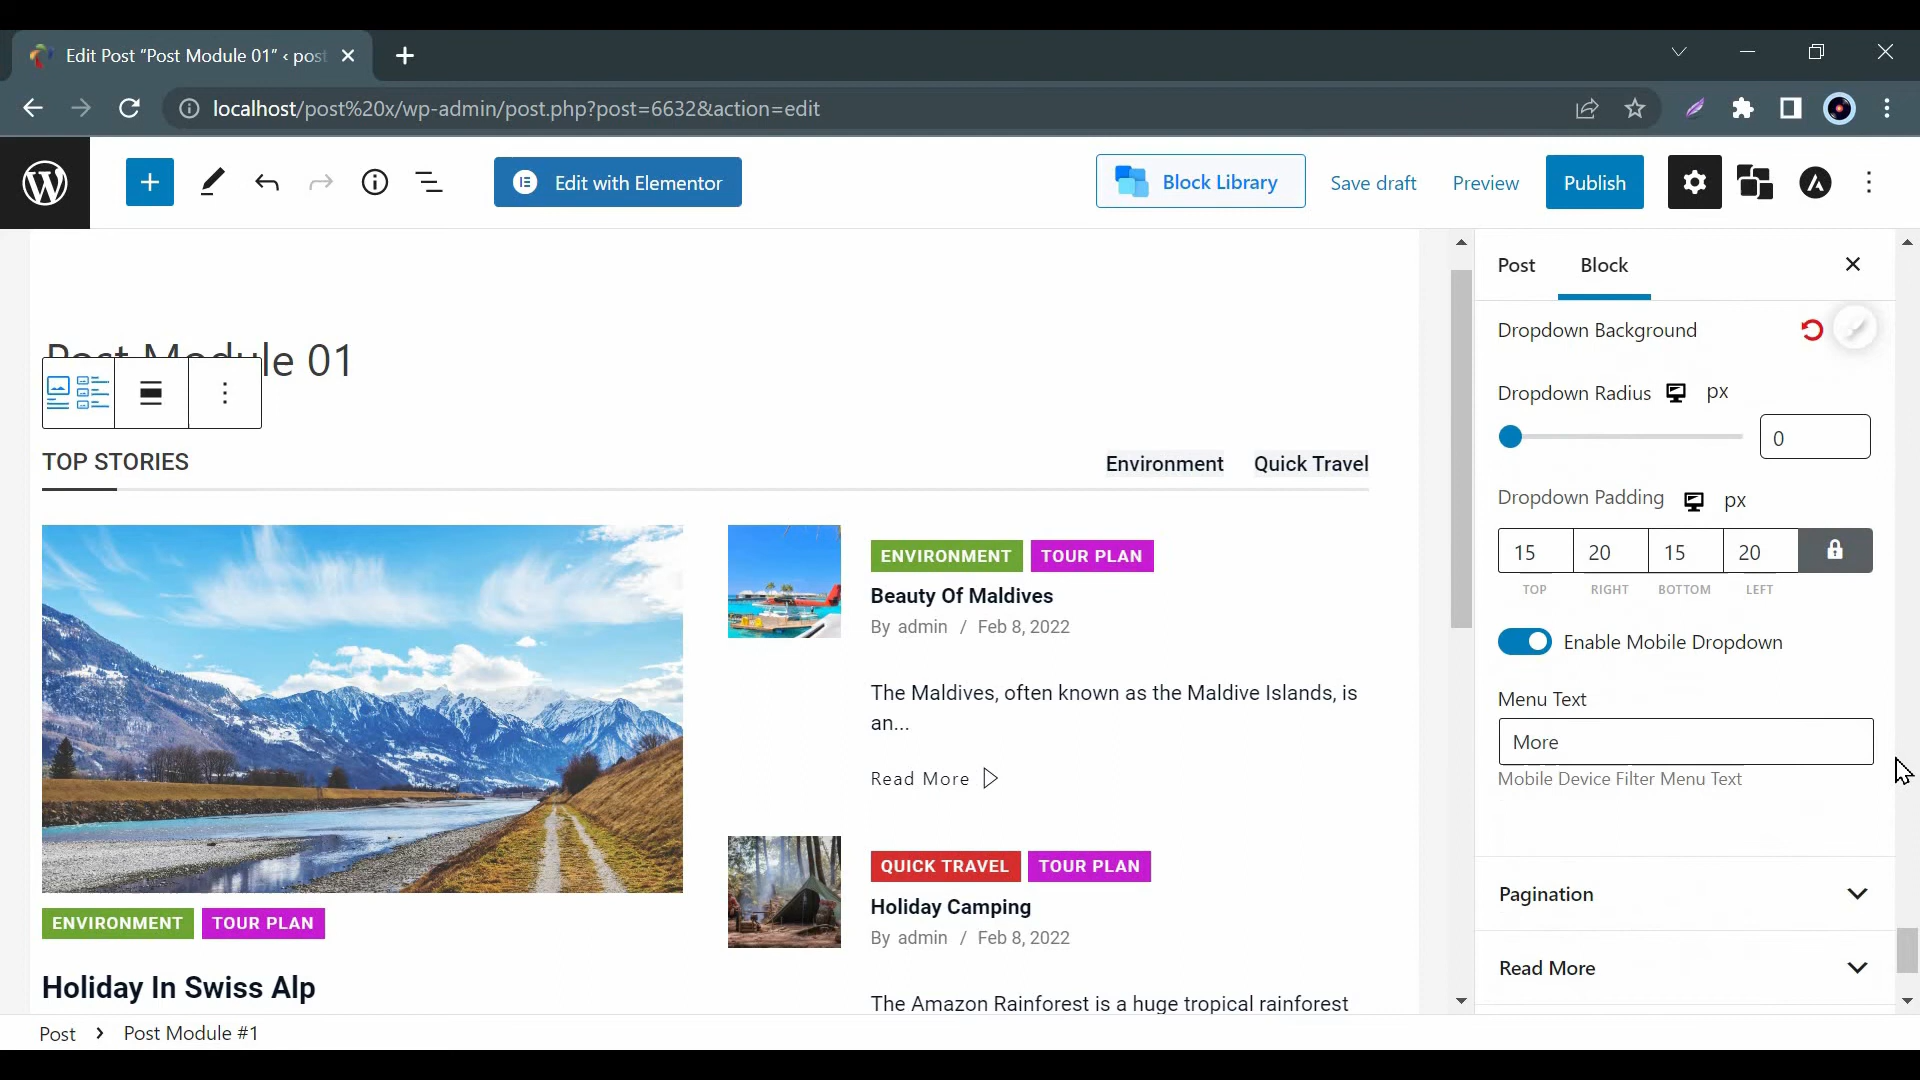 Edit Post “Post Module 01” ‹ post
localhost/post%20x/wp-admin/post.php?post=6632&action=edit
Edit with Elementor
Block Library
Save draft
Preview
Publish
Post Module 01
TOP STORIES
Environment
Quick Travel
ENVIRONMENT
TOUR PLAN
Holiday In Swiss Alp
ENVIRONMENT
TOUR PLAN
Beauty Of Maldives
By admin / Feb 8, 2022
The Maldives, often known as the Maldive Islands, is
an...
Read More
QUICK TRAVEL
TOUR PLAN
Holiday Camping
By admin / Feb 8, 2022
The Amazon Rainforest is a huge tropical rainforest
Post
Block
Dropdown Background
Dropdown Radius px
0
Dropdown Padding px
15 20 15 20
TOP RIGHT BOTTOM LEFT
Enable Mobile Dropdown
Menu Text
More
Mobile Device Filter Menu Text
Pagination
Read More
Post > Post Module #1